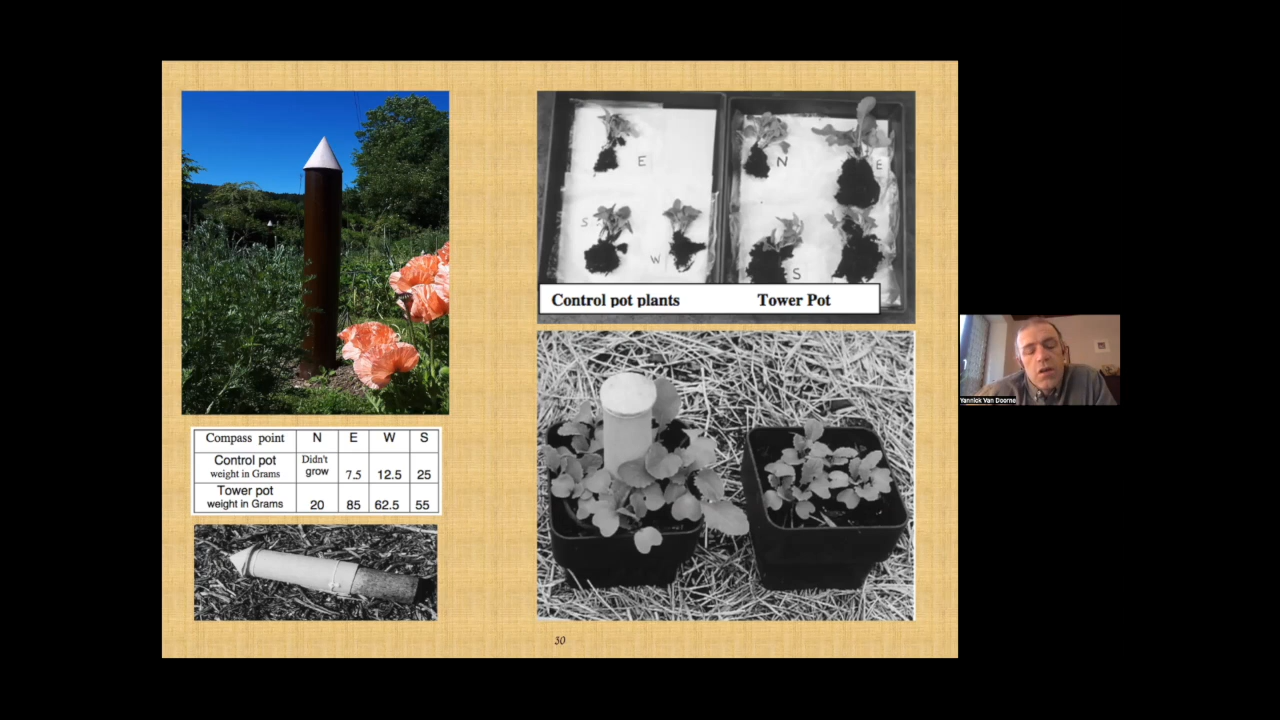 Compass point N E W S
Control pot
weight in Grams
Didn't
grow
7.5 12.5 25
Tower pot
weight in Grams
20 85 62.5 55
E
S
W
N
E
S
Control pot plants Tower Pot
30
Yannick Van Doorne